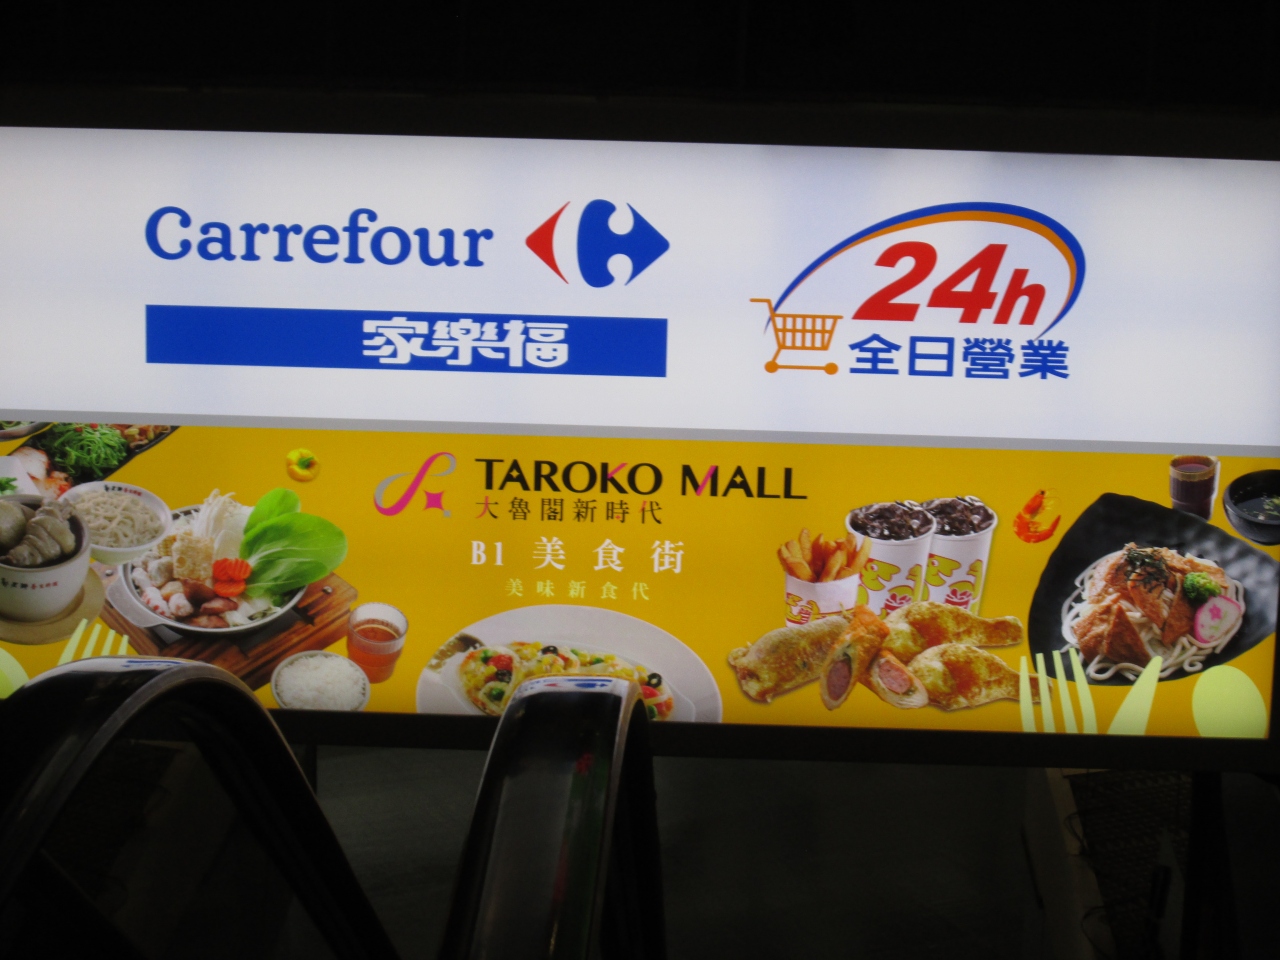 Carrefour
家樂福
24h
全日營業
TAROKO MALL
大魯閣新時代
B1 美食街
美味新食代